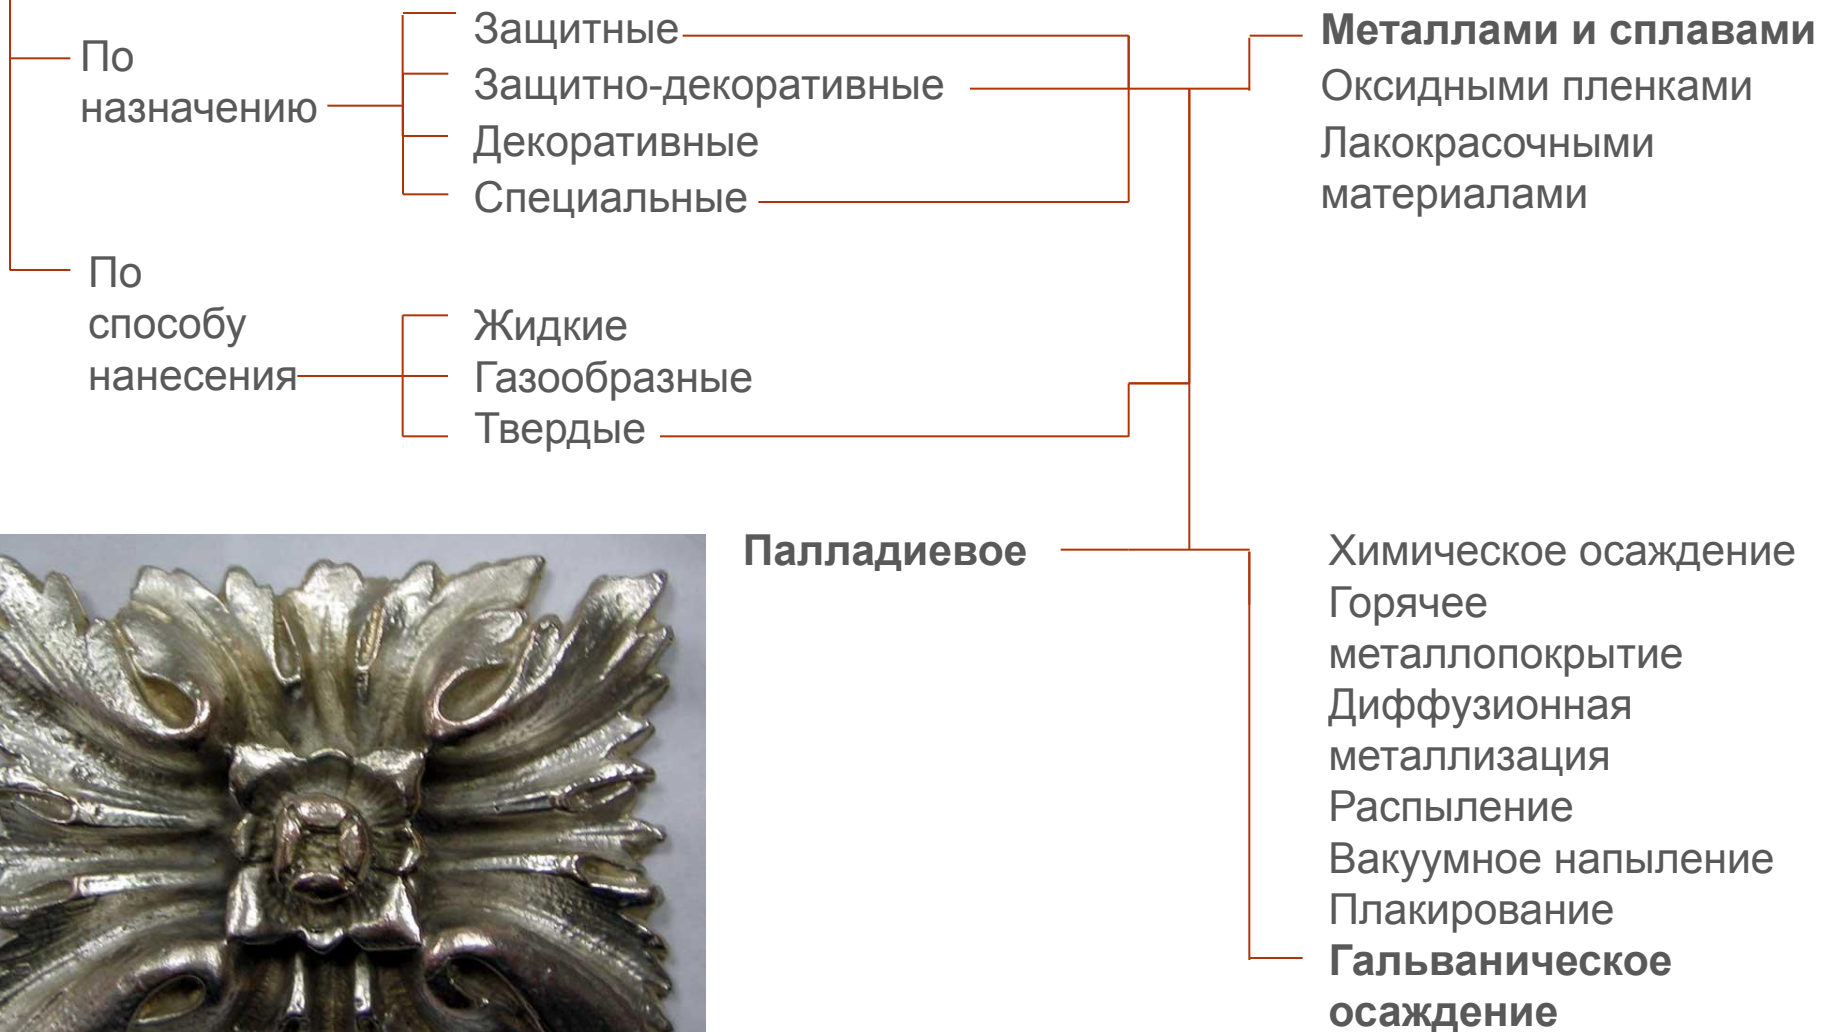 По
назначению
Защитные
Защитно-декоративные
Декоративные
Специальные
Металлами и сплавами
Оксидными пленками
Лакокрасочными
материалами
По
способу
нанесения
Жидкие
Газообразные
Твердые
Палладиевое
Химическое осаждение
Горячее
металлопокрытие
Диффузионная
металлизация
Распыление
Вакуумное напыление
Плакирование
Гальваническое
осаждение